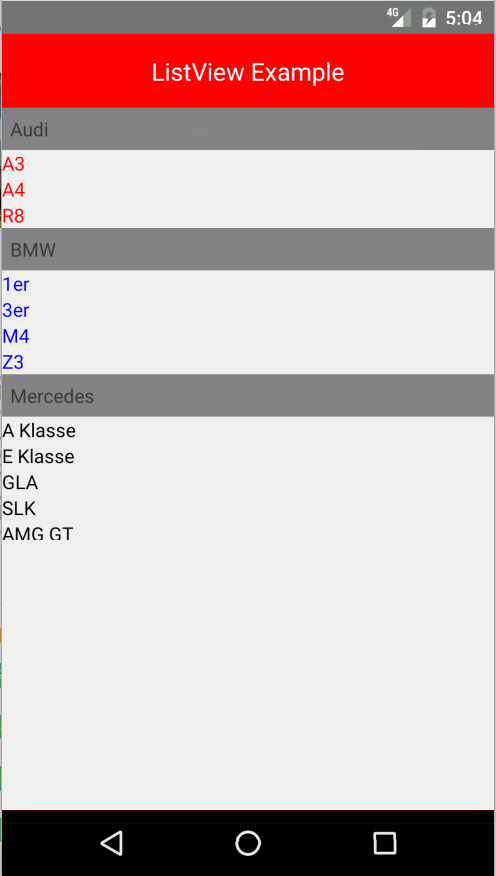 4G 5:04
ListView Example
Audi
A3
A4
R8
BMW
1er
3er
M4
Z3
Mercedes
A Klasse
E Klasse
GLA
SLK
AMG GT